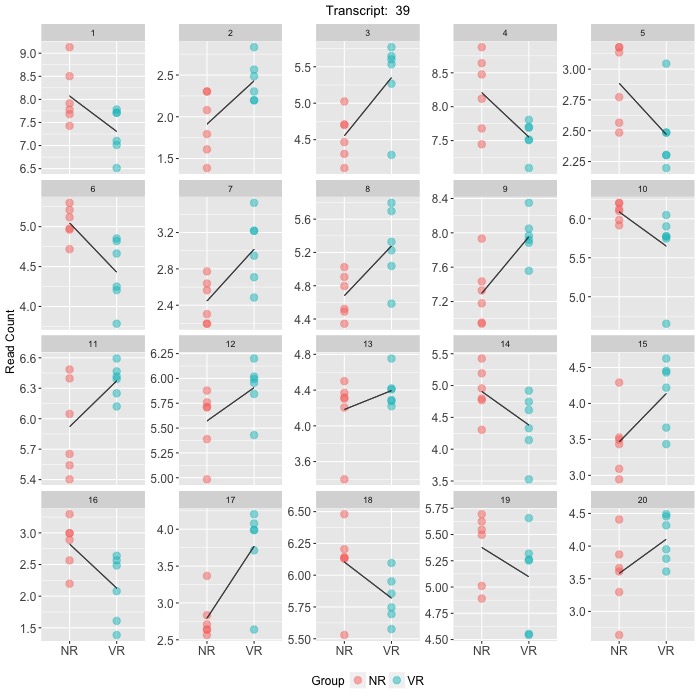 Transcript: 39
1 2 3 4 5
9.0 8.5 8.0 7.5 7.0 6.5
2.5 2.0 1.5
5.5 5.0 4.5
8.5 8.0 7.5
3.00 2.75 2.50 2.25
6 7 8 9 10
5.0 4.5 4.0
3.2 2.8 2.4
5.6 5.2 4.8 4.4
8.4 7.8 7.2
6.0 5.5 5.0
Read Count
11 12 13 14 15
6.6 6.3 6.0 5.7 5.4
6.25 6.00 5.75 5.50 5.25 5.00
4.8 4.4 4.0 3.6
5.5 5.0 4.5 4.0 3.5
4.5 4.0 3.5 3.0
16 17 18 19 20
3.0 2.5 2.0 1.5
4.0 3.5 3.0 2.5
6.50 6.25 6.00 5.75 5.50
5.75 5.50 5.25 5.00 4.75 4.50
4.5 4.0 3.5 3.0
NR VR NR VR NR VR NR VR NR VR
Group NR VR